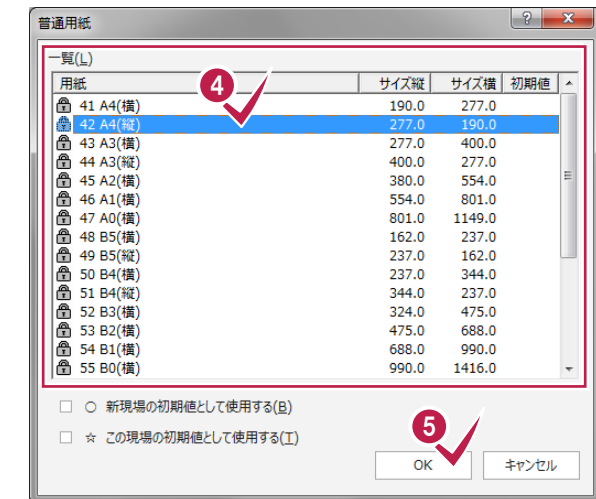 普通用紙
一覧(L)
用紙 サイズ縦 サイズ横 初期値
4
41 A4(横) 190.0 277.0
42 A4(縦) 277.0 190.0
43 A3(横) 277.0 400.0
44 A3(縦) 400.0 277.0
45 A2(横) 380.0 554.0
46 A1(横) 554.0 801.0
47 A0(横) 801.0 1149.0
48 B5(横) 162.0 237.0
49 B5(縦) 237.0 162.0
50 B4(横) 237.0 344.0
51 B4(縦) 344.0 237.0
52 B3(横) 324.0 475.0
53 B2(横) 475.0 688.0
54 B1(横) 688.0 990.0
55 B0(横) 990.0 1416.0
○ 新現場の初期値として使用する(B)
☆ この現場の初期値として使用する(T)
5
OK キャンセル